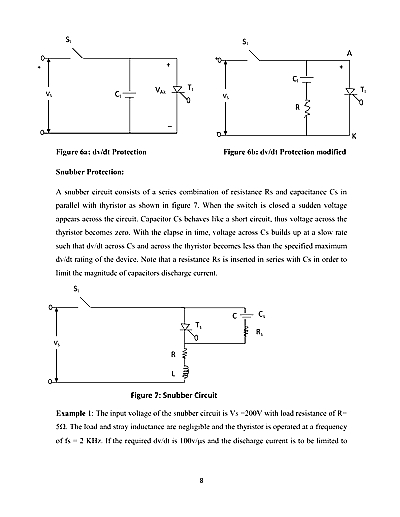 S₁
S₁
0
+
Vs
0
C₁
+
VAK
T₁
−
+0
Vs
0
C₁
R
A
+
T₁
K
Figure 6a: dv/dt Protection
Figure 6b: dv/dt Protection modified
Snubber Protection:
A snubber circuit consists of a series combination of resistance Rs and capacitance Cs in
parallel with thyristor as shown in figure 7. When the switch is closed a sudden voltage
appears across the circuit. Capacitor Cs behaves like a short circuit, thus voltage across the
thyristor becomes zero. With the elapse in time, voltage across Cs builds up at a slow rate
such that dv/dt across Cs and across the thyristor becomes less than the specified maximum
dv/dt rating of the device. Note that a resistance Rs is inserted in series with Cs in order to
limit the magnitude of capacitors discharge current.
S₁
0
Vs
0
T₁
R
L
C
Cs
Rs
Figure 7: Snubber Circuit
Example 1: The input voltage of the snubber circuit is Vs =200V with load resistance of R=
5Ω. The load and stray inductance are negligible and the thyristor is operated at a frequency
of fs = 2 KHz. If the required dv/dt is 100v/µs and the discharge current is to be limited to
8